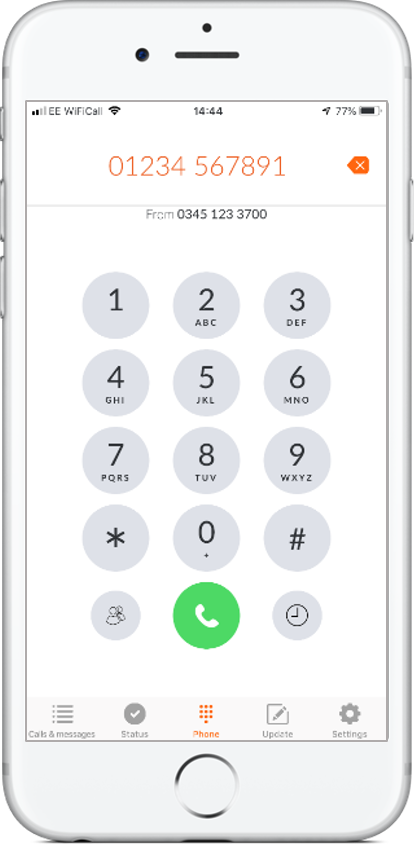 EE WiFiCall 14:44 77%
01234 567891
From 0345 123 3700
1 2 3
ABC DEF
4 5 6
GHI JKL MNO
7 8 9
PQRS TUV WXYZ
* 0 #
+
Calls & messages Status Phone Update Settings